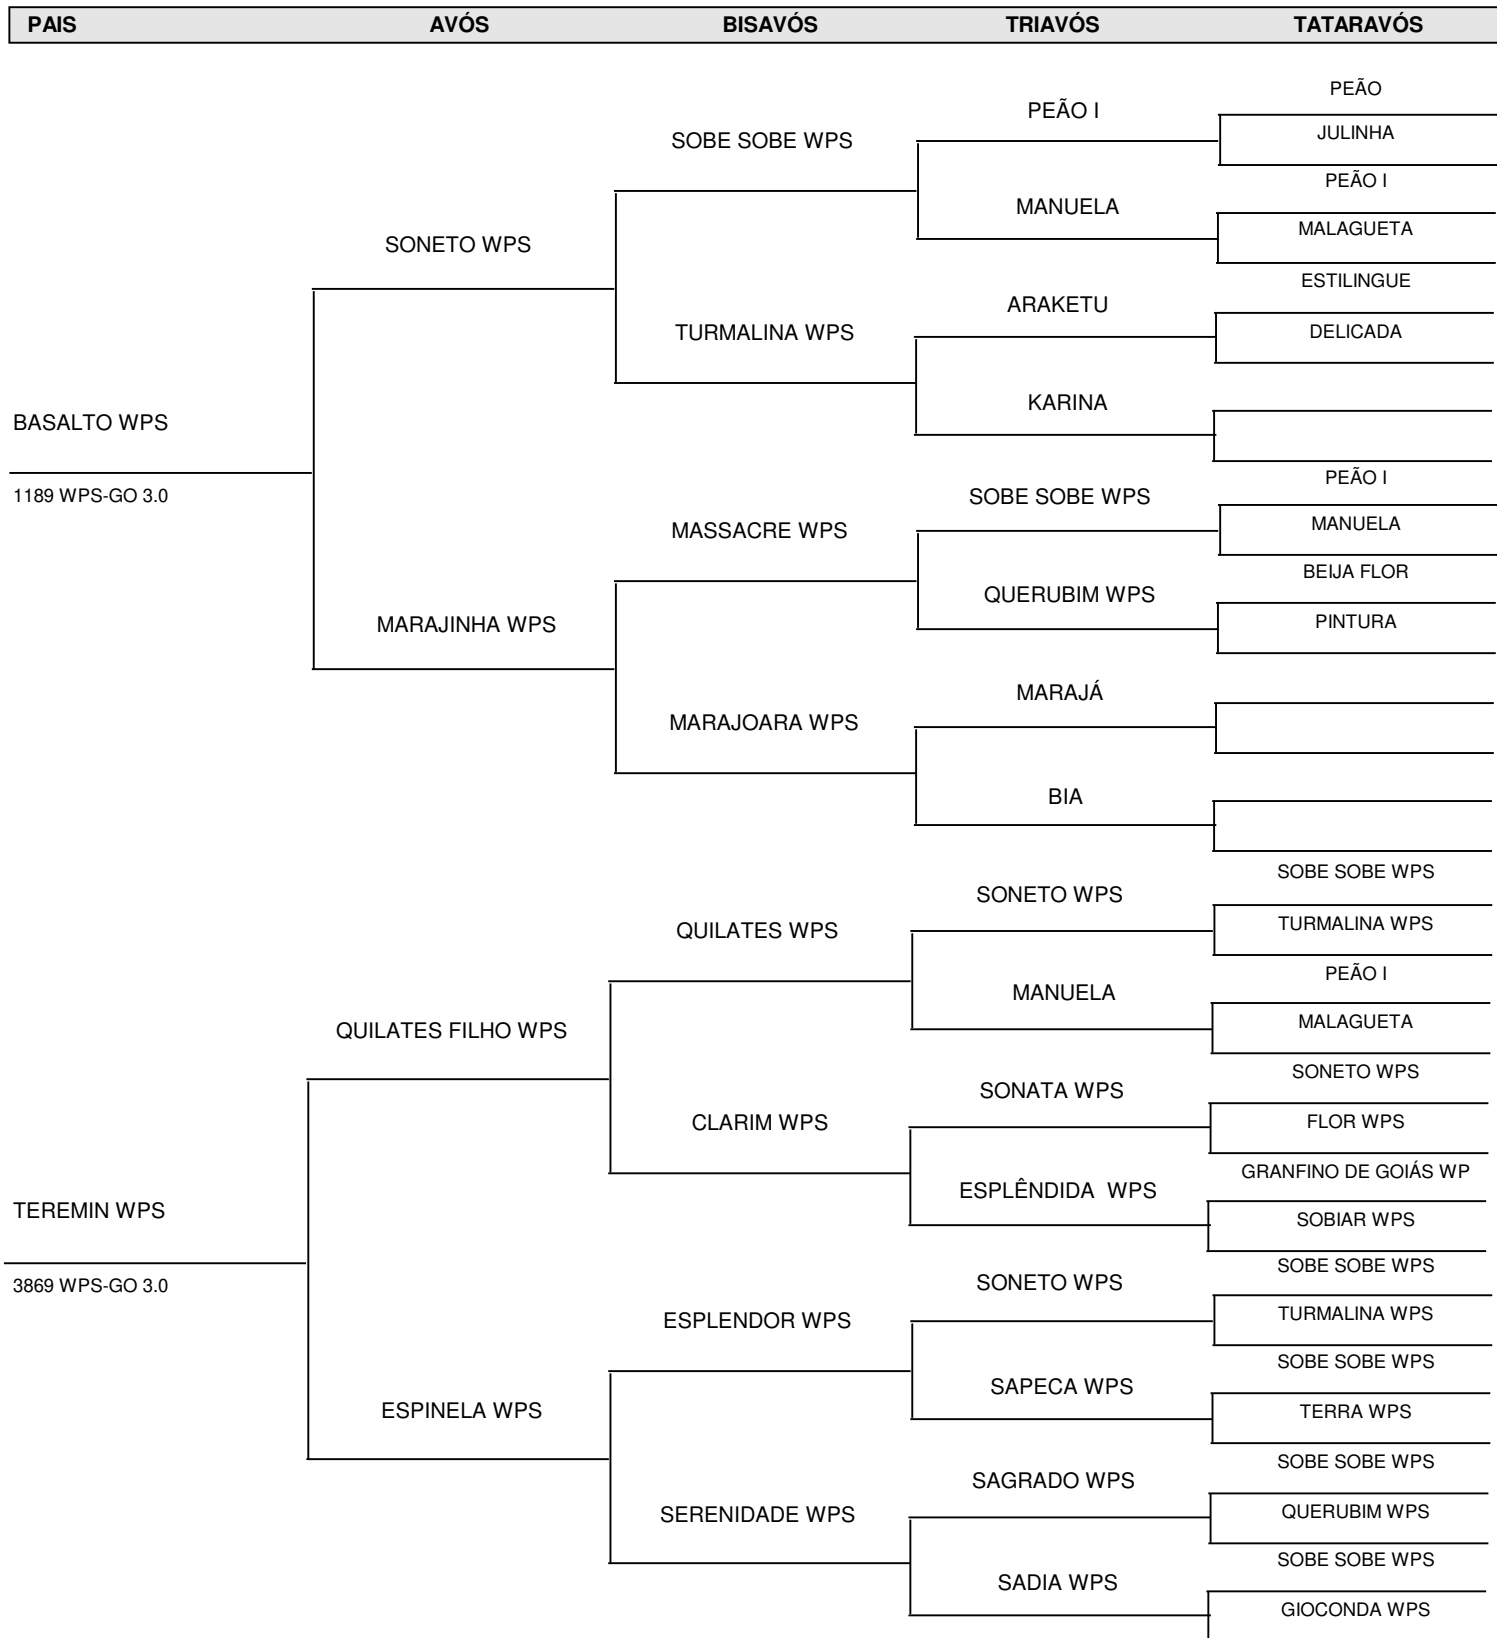 PAIS AVÓS BISAVÓS TRIAVÓS TATARAVÓS
PEÃO
PEÃO I
JULINHA
SOBE SOBE WPS
PEÃO I
MANUELA
MALAGUETA
SONETO WPS
ESTILINGUE
ARAKETU
DELICADA
TURMALINA WPS
KARINA
BASALTO WPS
1189 WPS-GO 3.0
PEÃO I
SOBE SOBE WPS
MANUELA
MASSACRE WPS
BEIJA FLOR
QUERUBIM WPS
PINTURA
MARAJINHA WPS
MARAJÁ
MARAJOARA WPS
BIA
SOBE SOBE WPS
SONETO WPS
TURMALINA WPS
QUILATES WPS
PEÃO I
MANUELA
MALAGUETA
QUILATES FILHO WPS
SONETO WPS
SONATA WPS
FLOR WPS
CLARIM WPS
GRANFINO DE GOIÁS WP
ESPLÊNDIDA  WPS
SOBIAR WPS
TEREMIN WPS
3869 WPS-GO 3.0
SOBE SOBE WPS
SONETO WPS
TURMALINA WPS
ESPLENDOR WPS
SOBE SOBE WPS
SAPECA WPS
TERRA WPS
ESPINELA WPS
SOBE SOBE WPS
SAGRADO WPS
QUERUBIM WPS
SERENIDADE WPS
SOBE SOBE WPS
SADIA WPS
GIOCONDA WPS